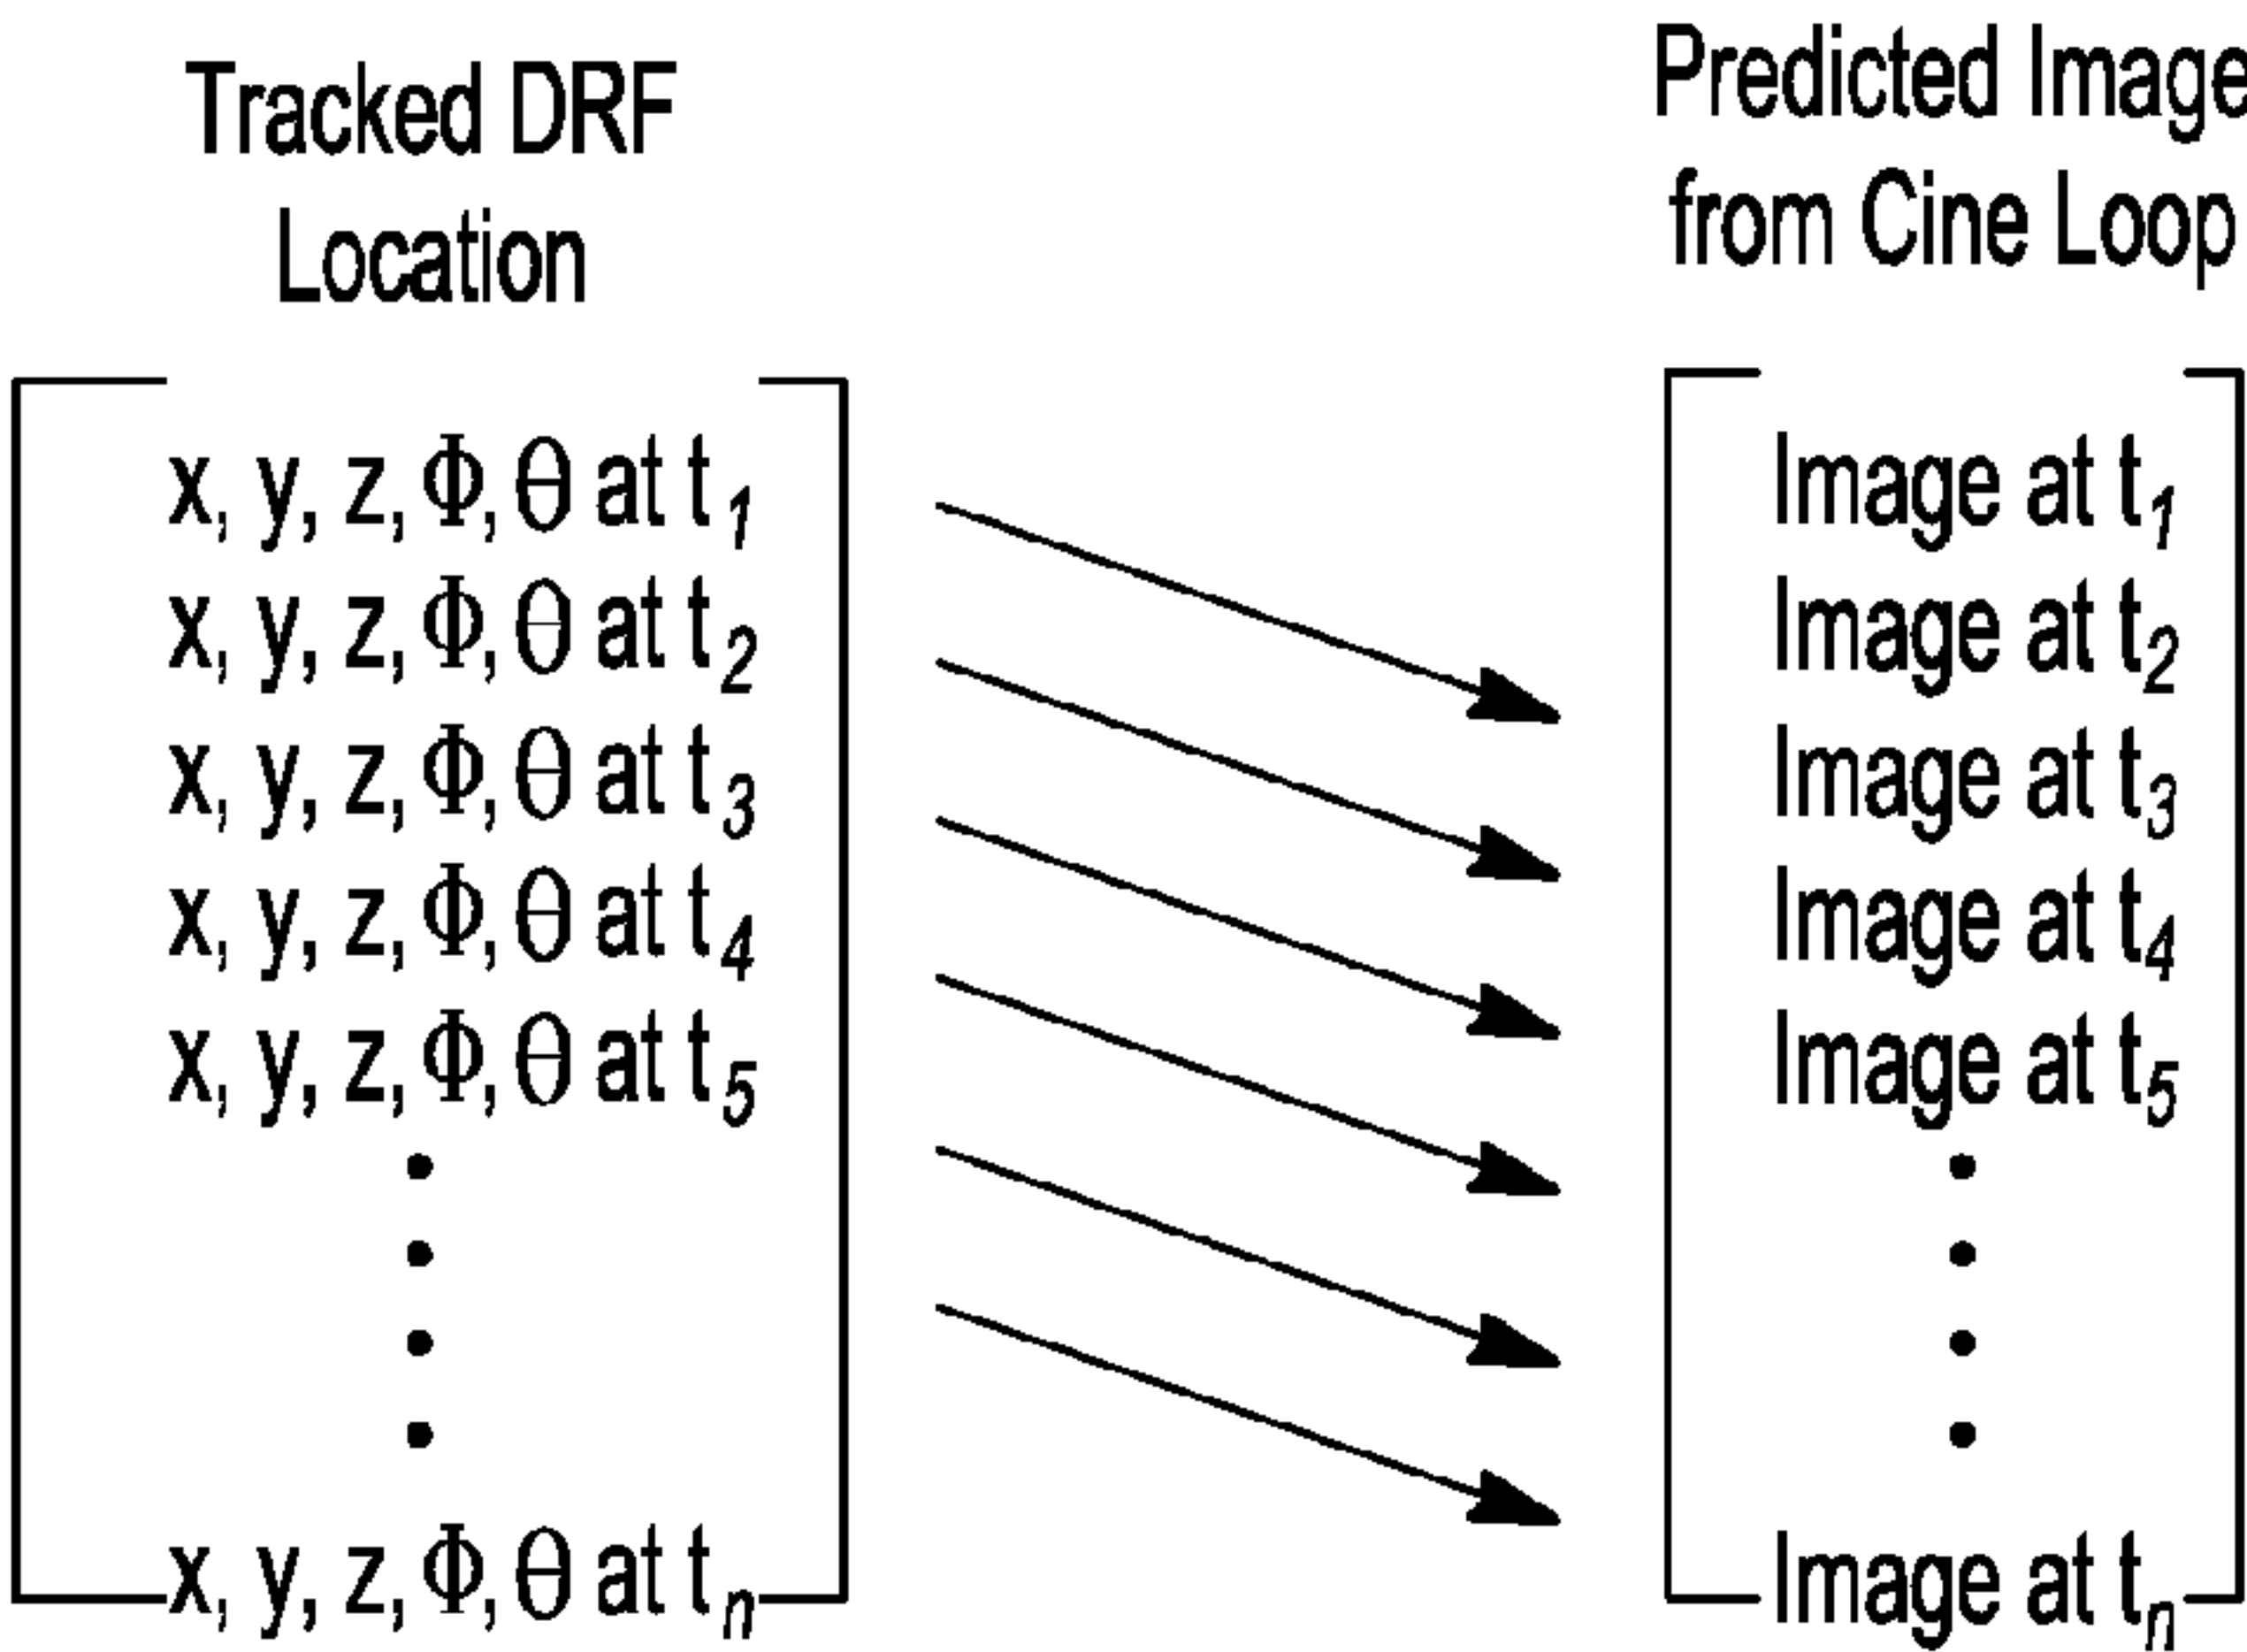 Tracked DRF
Location
x, y, z, Φ, θ at t1
x, y, z, Φ, θ at t2
x, y, z, Φ, θ at t3
x, y, z, Φ, θ at t4
x, y, z, Φ, θ at t5
x, y, z, Φ, θ at tn
Predicted Image
from Cine Loop
Image at t1
Image at t2
Image at t3
Image at t4
Image at t5
Image at tn